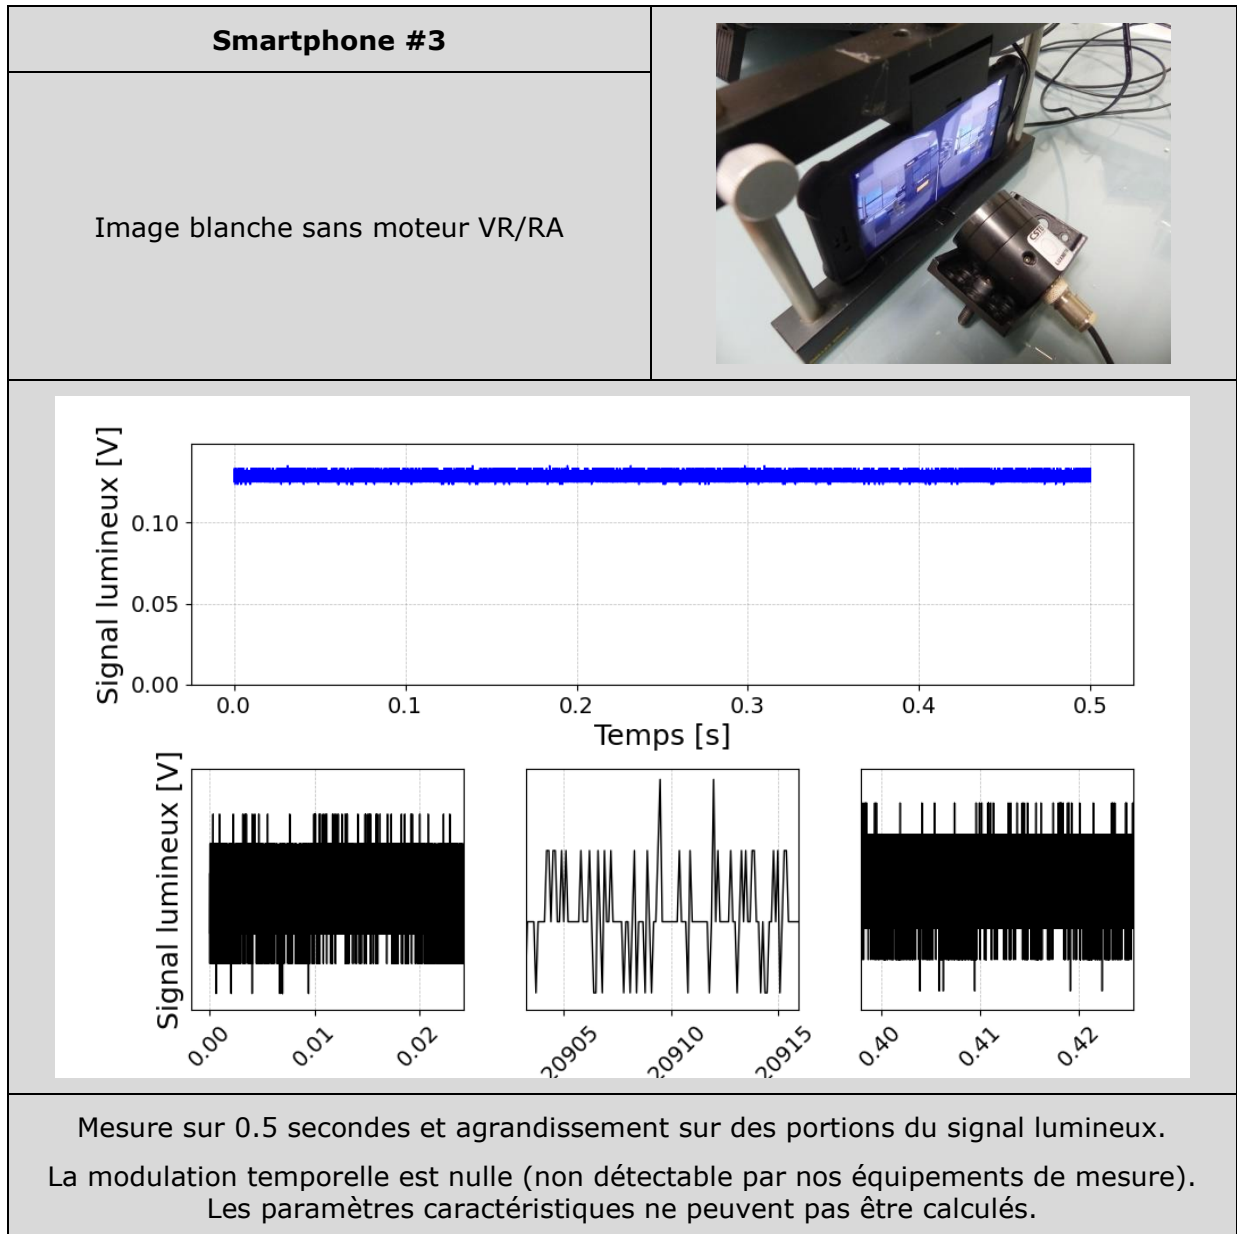 Smartphone #3
Image blanche sans moteur VR/RA
CSTB
Signal lumineux [V]
0.10
0.05
0.00
0.0 0.1 0.2 0.3 0.4 0.5
Temps [s]
Signal lumineux [V]
0.00 0.01 0.02
20905 20910 20915
0.40 0.41 0.42
Mesure sur 0.5 secondes et agrandissement sur des portions du signal lumineux.
La modulation temporelle est nulle (non détectable par nos équipements de mesure).
Les paramètres caractéristiques ne peuvent pas être calculés.